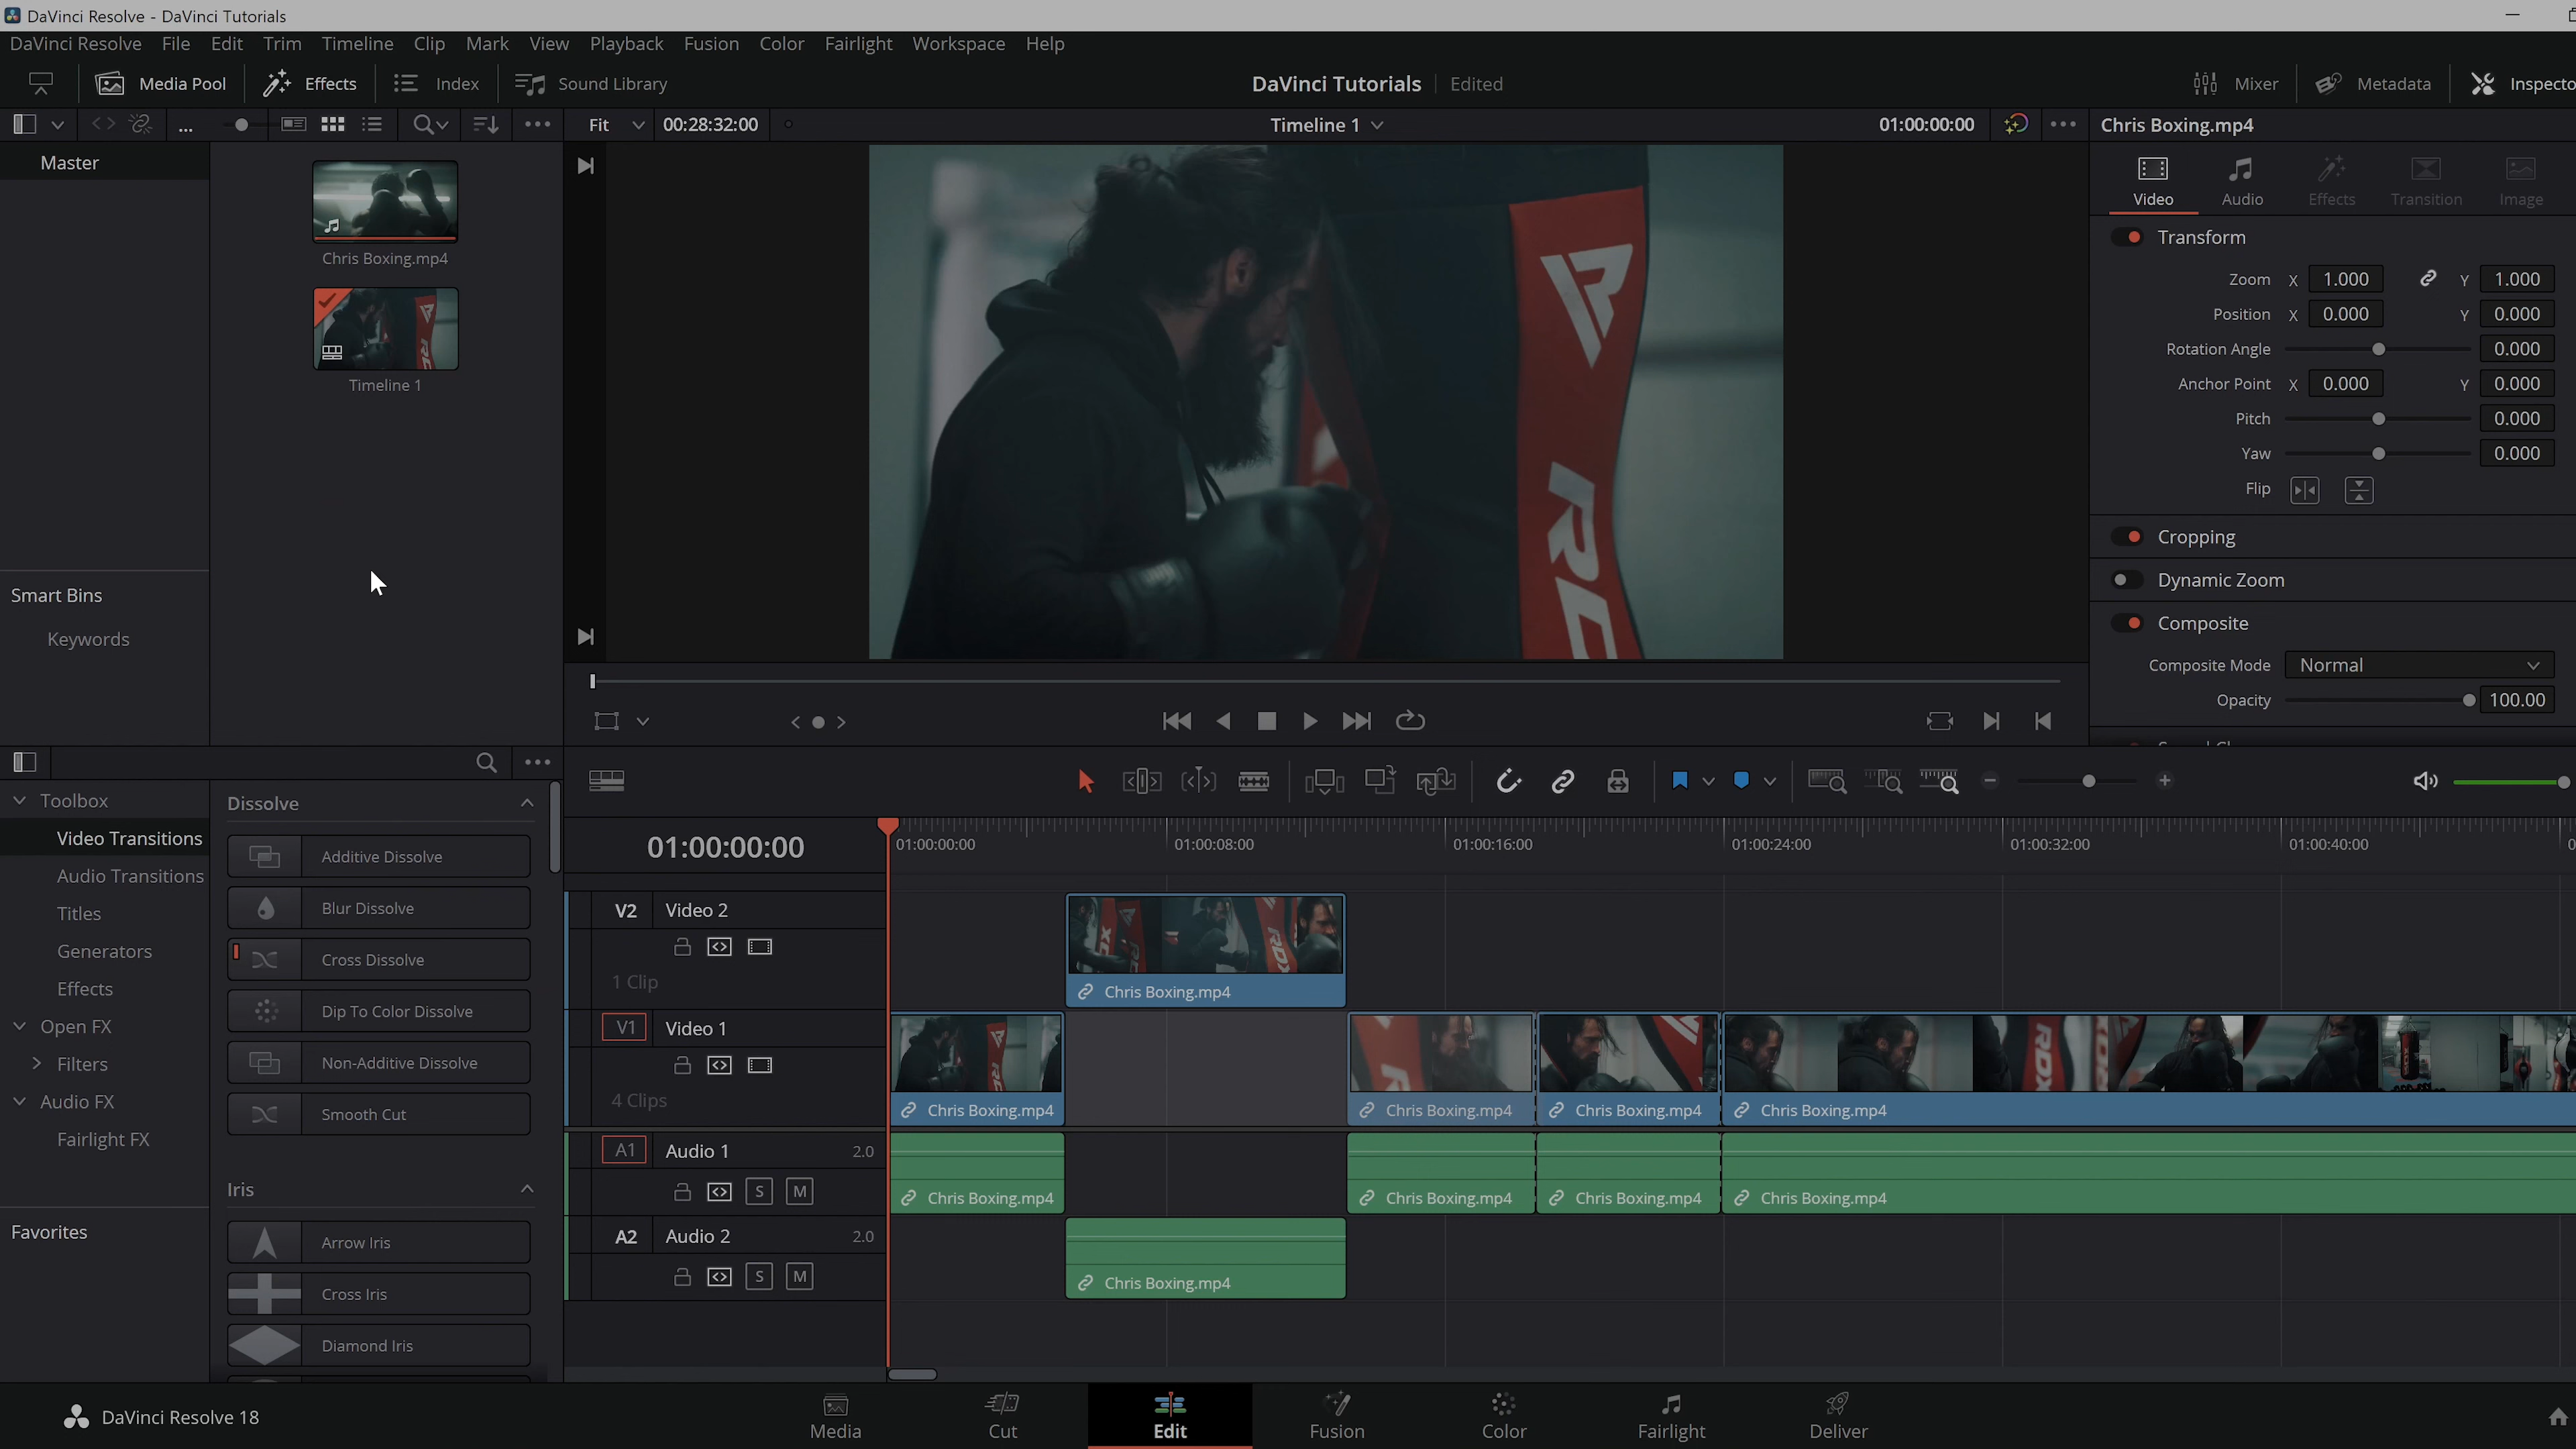 DaVinci Resolve - DaVinci Tutorials
DaVinci Resolve File Edit Trim Timeline Clip Mark View Playback Fusion Color Fairlight Workspace Help
Media Pool Effects Index Sound Library DaVinci Tutorials Edited Mixer Metadata Inspecto
... Fit 00:28:32:00 Timeline 1 01:00:00:00 Chris Boxing.mp4
Master
Chris Boxing.mp4
Timeline 1
Smart Bins
Keywords
RD
Video Audio Effects Transition Image
Transform
Zoom X 1.000 Y 1.000
Position X 0.000 Y 0.000
Rotation Angle 0.000
Anchor Point X 0.000 Y 0.000
Pitch 0.000
Yaw 0.000
Flip
Cropping
Dynamic Zoom
Composite
Composite Mode Normal
Opacity 100.00
Toolbox
Video Transitions
Audio Transitions
Titles
Generators
Effects
Open FX
Filters
Audio FX
Fairlight FX
Favorites
Dissolve
Additive Dissolve
Blur Dissolve
Cross Dissolve
Dip To Color Dissolve
Non-Additive Dissolve
Smooth Cut
Iris
Arrow Iris
Cross Iris
Diamond Iris
01:00:00:00 01:00:00:00 01:00:08:00 01:00:16:00 01:00:24:00 01:00:32:00 01:00:40:00 0
V2 Video 2
1 Clip
Chris Boxing.mp4
V1 Video 1
4 Clips
Chris Boxing.mp4 Chris Boxing.mp4 Chris Boxing.mp4 Chris Boxing.mp4
A1 Audio 1 2.0
S M
Chris Boxing.mp4 Chris Boxing.mp4 Chris Boxing.mp4 Chris Boxing.mp4
A2 Audio 2 2.0
S M
Chris Boxing.mp4
DaVinci Resolve 18 Media Cut Edit Fusion Color Fairlight Deliver